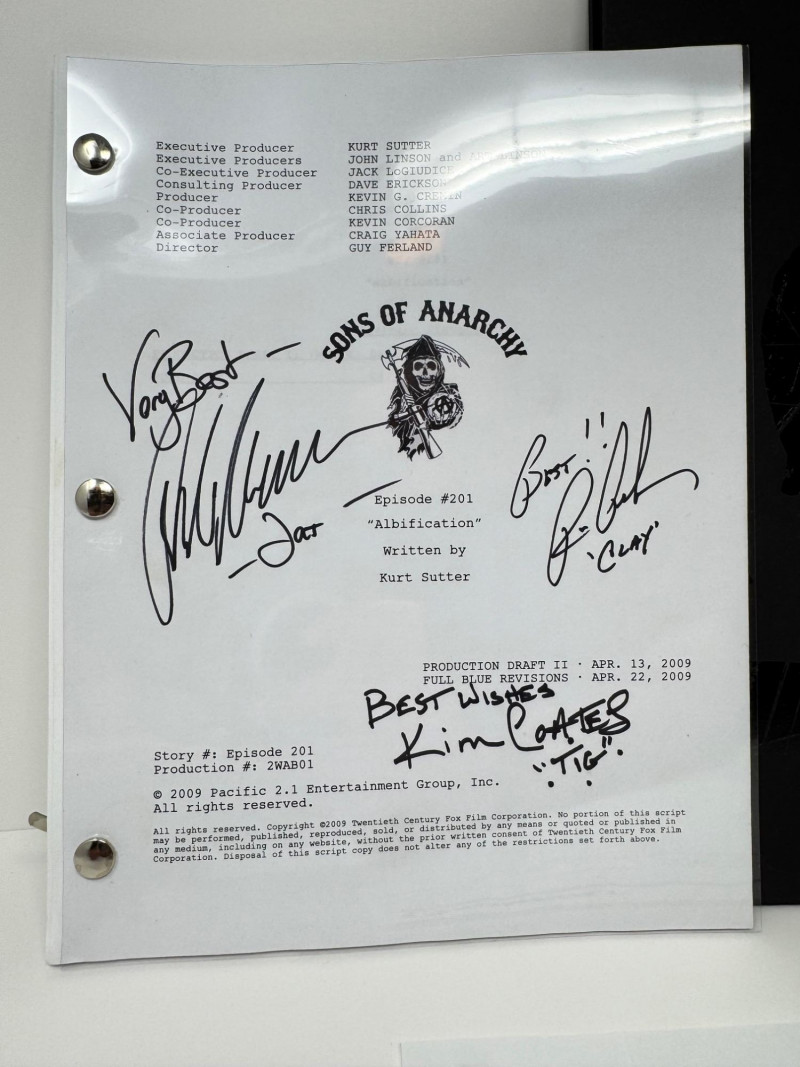 Executive Producer KURT SUTTER
Executive Producers JOHN LINSON and ART LINSON
Co-Executive Producer JACK LoGIUDICE
Consulting Producer DAVE ERICKSON
Producer KEVIN G. CREMIN
Co-Producer CHRIS COLLINS
Co-Producer KEVIN CORCORAN
Associate Producer CRAIG YAHATA
Director GUY FERLAND
SONS OF ANARCHY
Very Best —
— Jax —
Best!!
'CLAY'
Episode #201
"Albification"
Written by
Kurt Sutter
PRODUCTION DRAFT II · APR. 13, 2009
FULL BLUE REVISIONS · APR. 22, 2009
BEST WISHES
Kim COATES
"TIG"
Story #: Episode 201
Production #: 2WAB01
© 2009 Pacific 2.1 Entertainment Group, Inc.
All rights reserved.
All rights reserved. Copyright ©2009 Twentieth Century Fox Film Corporation. No portion of this script
may be performed, published, reproduced, sold, or distributed by any means or quoted or published in
any medium, including on any website, without the prior written consent of Twentieth Century Fox Film
Corporation. Disposal of this script copy does not alter any of the restrictions set forth above.